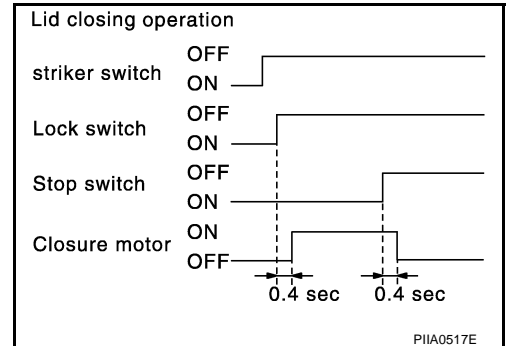 Lid closing operation
OFF
striker switch
ON
OFF
Lock switch
ON
OFF
Stop switch
ON
ON
Closure motor
OFF
0.4 sec 0.4 sec
PIIA0517E